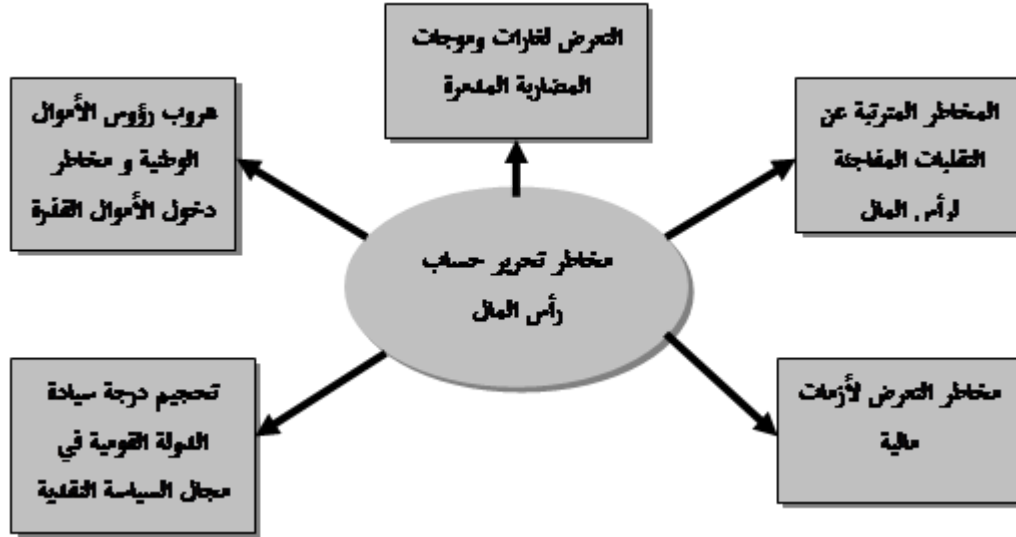 التعرض لغارات وموجات
المضاربة المدمرة
المخاطر المترتبة عن
التقلبات المفاجئة
لرأس المال
هروب رؤوس الأموال
الوطنية و مخاطر
دخول الأموال القذرة
مخاطر تحرير حساب
رأس المال
مخاطر التعرض لأزمات
مالية
تحجيم درجة سيادة
الدولة القومية في
مجال السياسة النقدية